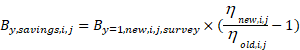 B_{y,savings,i,j} = B_{y=1,new,i,j,survey} × (η_{new,i,j} / η_{old,i,j} − 1)